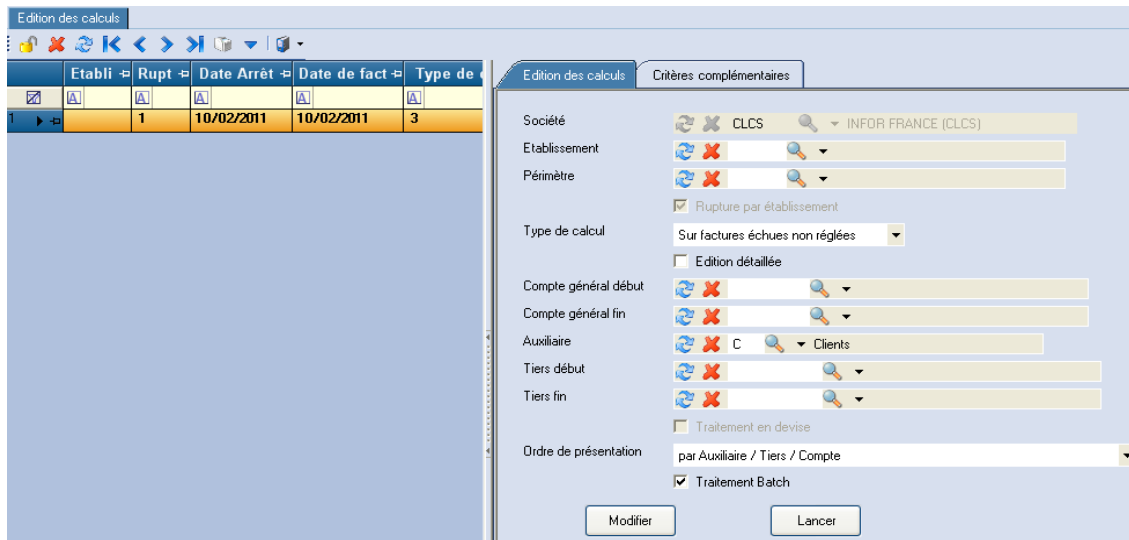 Edition des calculs
Etabli Rupt Date Arrêt Date de fact Type de
A A A A A
1 1 10/02/2011 10/02/2011 3
Edition des calculs Critères complémentaires
Société CLCS INFOR FRANCE (CLCS)
Etablissement
Périmètre
Rupture par établissement
Type de calcul Sur factures échues non réglées
Edition détaillée
Compte général début
Compte général fin
Auxiliaire C Clients
Tiers début
Tiers fin
Traitement en devise
Ordre de présentation par Auxiliaire / Tiers / Compte
Traitement Batch
Modifier Lancer